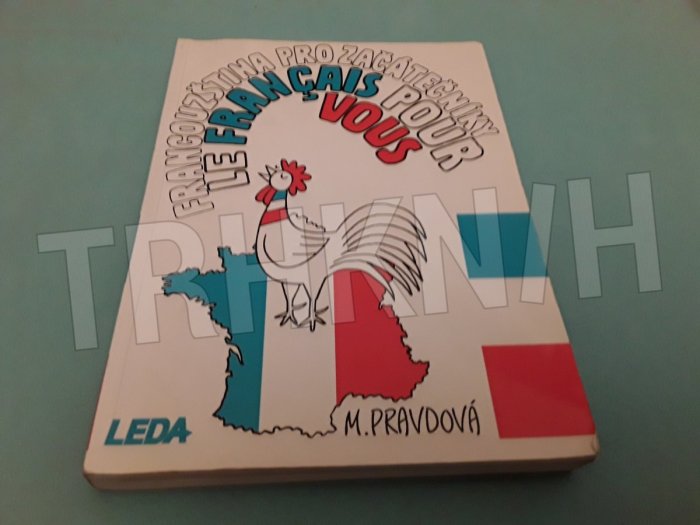 FRANCOUZŠTINA PRO ZAČÁTEČNÍKY
LE FRANÇAIS POUR
VOUS
TRHKNIH
M. PRAVDOVÁ
LEDA